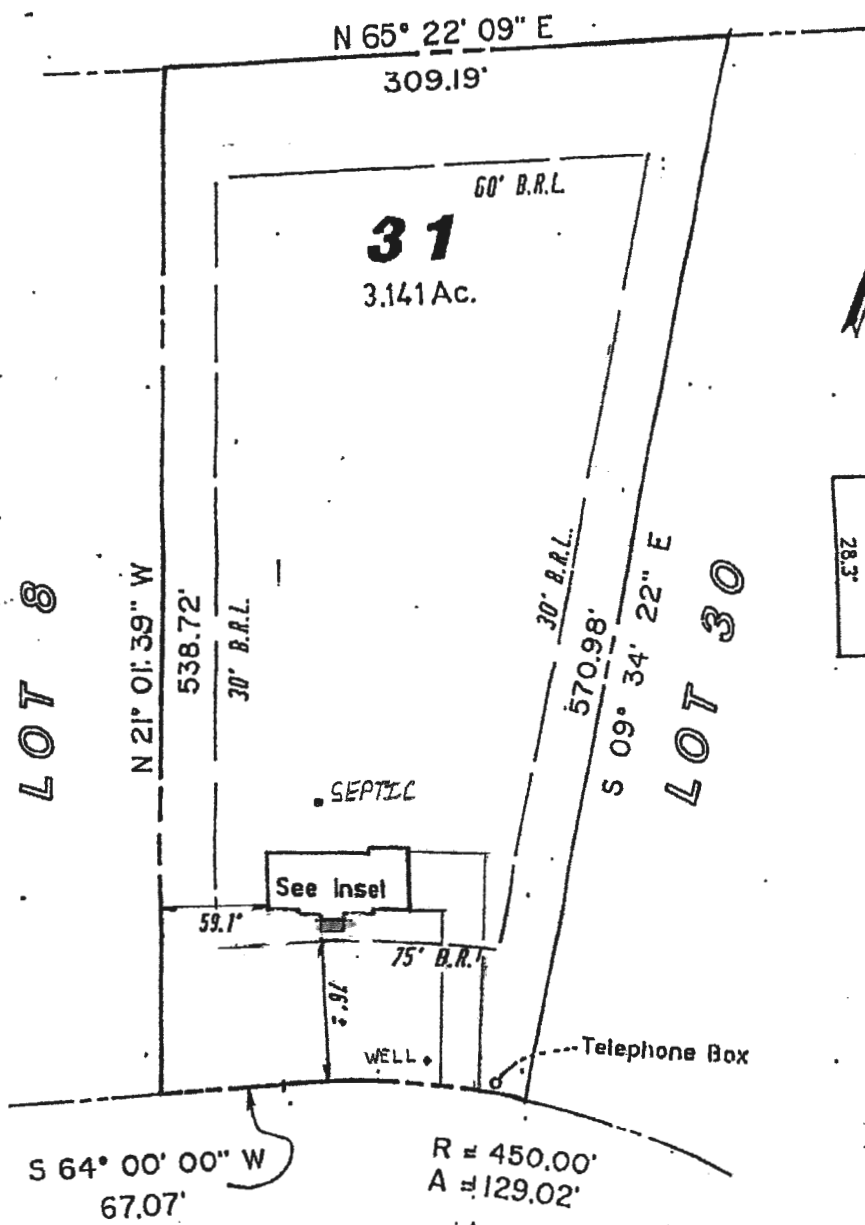 N 65° 22' 09" E
309.19'
60' B.R.L.
31
3.141 Ac.
LOT 8
N 21° 01' 39" W
538.72'
30' B.R.L.
30' B.R.L.
570.98'
S 09° 34' 22" E
LOT 30
28.3'
SEPTIC
See Inset
59.1'
75' B.R.
WELL
Telephone Box
S 64° 00' 00" W
67.07'
R = 450.00'
A = 129.02'